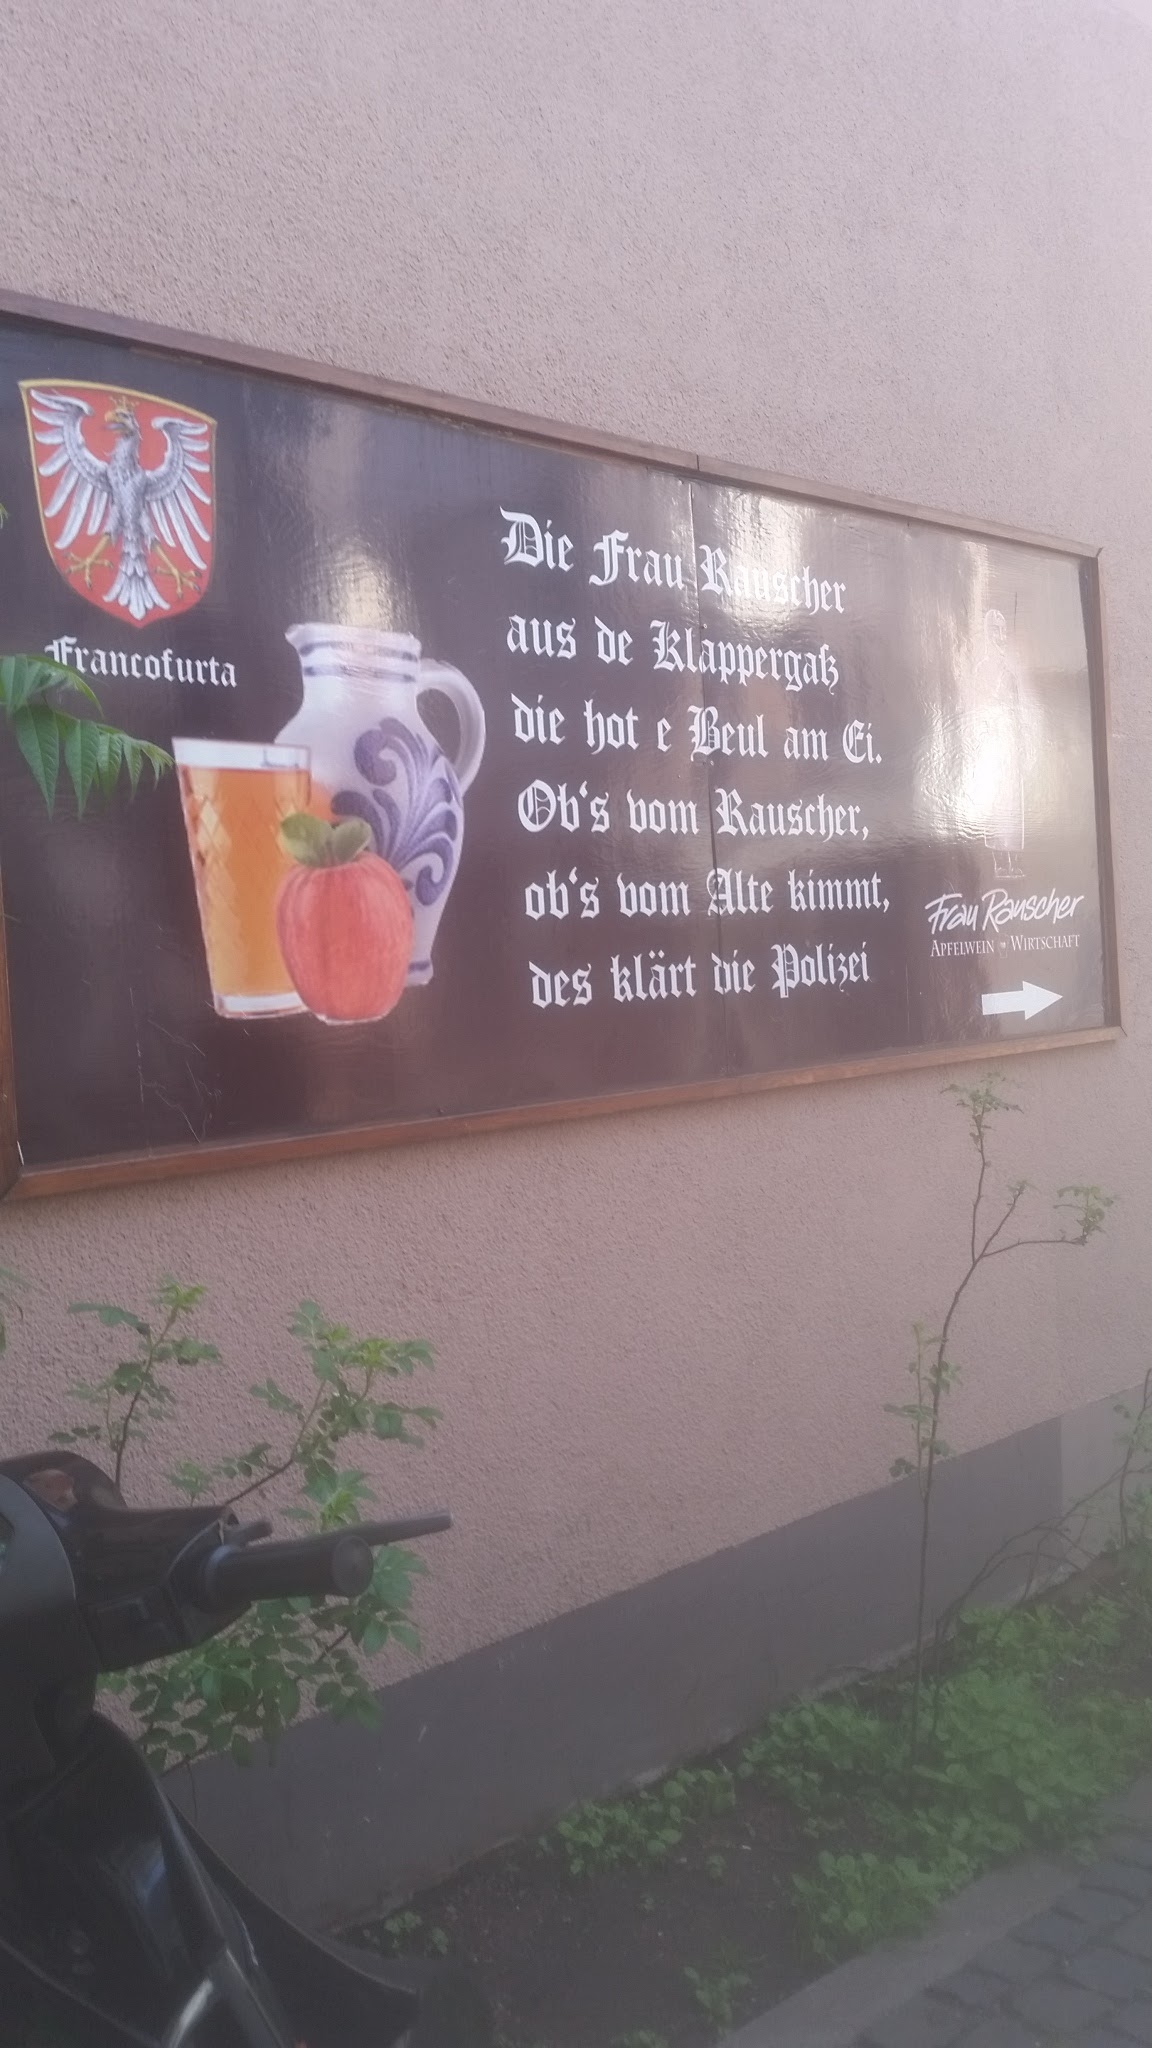 Francofurta
Die Frau Rauscher
aus de Klappergaß
die hot e Beul am Ei.
Ob's vom Rauscher,
ob's vom Alte kimmt,
des klärt die Polizei
Frau Rauscher
APFELWEIN WIRTSCHAFT